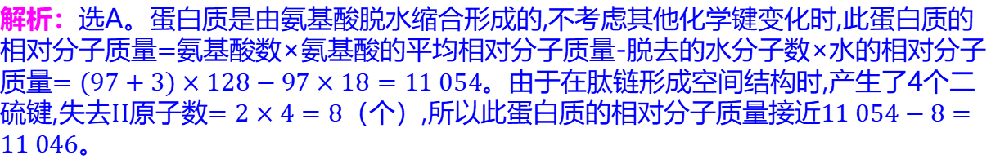 解析：选A。蛋白质是由氨基酸脱水缩合形成的,不考虑其他化学键变化时,此蛋白质的
相对分子质量=氨基酸数×氨基酸的平均相对分子质量-脱去的水分子数×水的相对分子
质量= (97 + 3) × 128 − 97 × 18 = 11 054。由于在肽链形成空间结构时,产生了4个二
硫键,失去H原子数= 2 × 4 = 8（个）,所以此蛋白质的相对分子质量接近11 054 − 8 =
11 046。